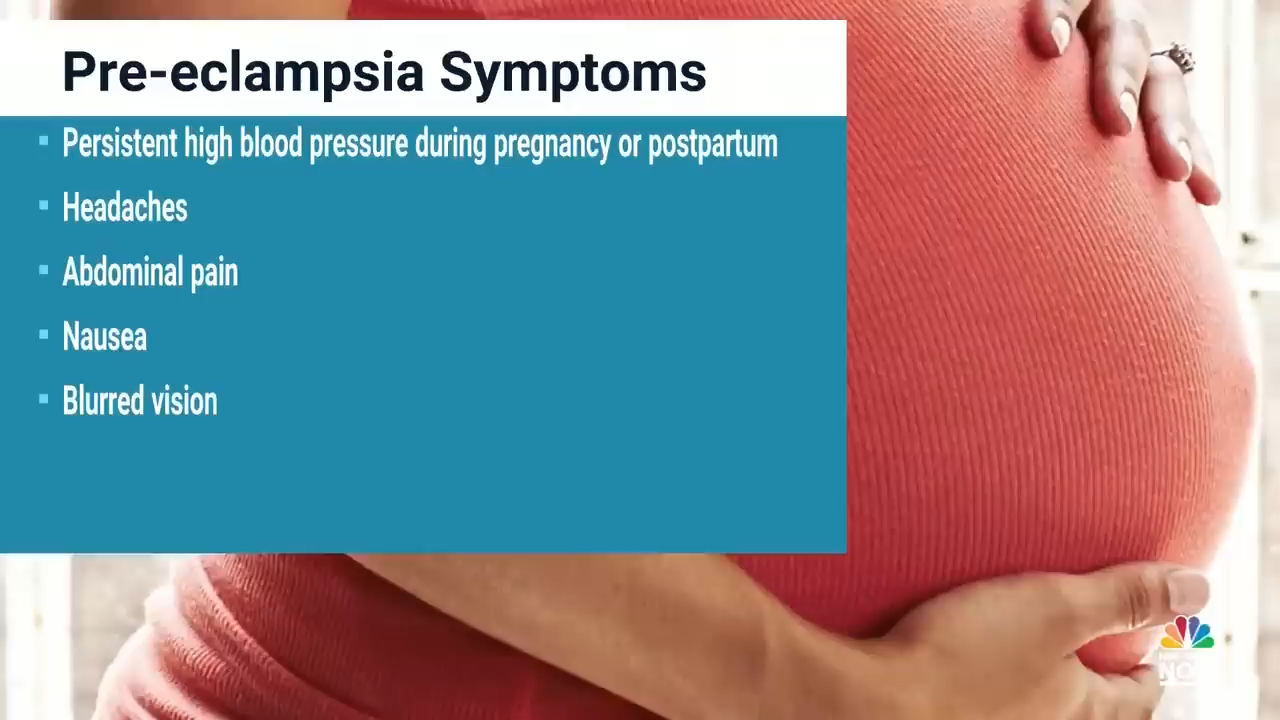 Pre-eclampsia Symptoms
Persistent high blood pressure during pregnancy or postpartum
Headaches
Abdominal pain
Nausea
Blurred vision